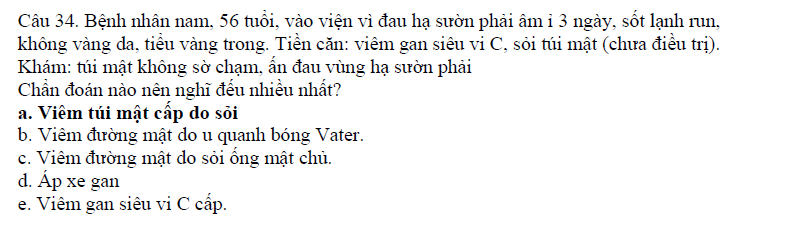 Câu 34. Bệnh nhân nam, 56 tuổi, vào viện vì đau hạ sườn phải âm ỉ 3 ngày, sốt lạnh run,
không vàng da, tiểu vàng trong. Tiền căn: viêm gan siêu vi C, sỏi túi mật (chưa điều trị).
Khám: túi mật không sờ chạm, ấn đau vùng hạ sườn phải
Chẩn đoán nào nên nghĩ đếu nhiều nhất?
a. Viêm túi mật cấp do sỏi
b. Viêm đường mật do u quanh bóng Vater.
c. Viêm đường mật do sỏi ống mật chủ.
d. Áp xe gan
e. Viêm gan siêu vi C cấp.